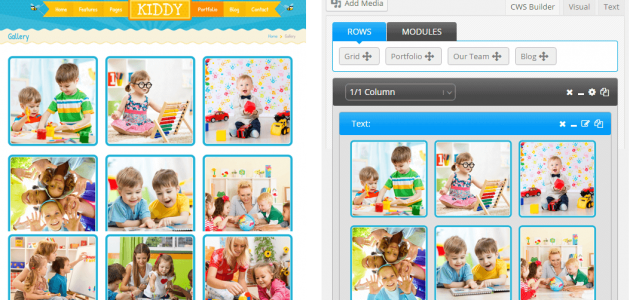 Home Features Pages KIDDY Portfolio Blog Contact
Gallery
Home Gallery
Add Media
CWS Builder Visual Text
ROWS MODULES
Grid Portfolio Our Team Blog
1/1 Column
Text: